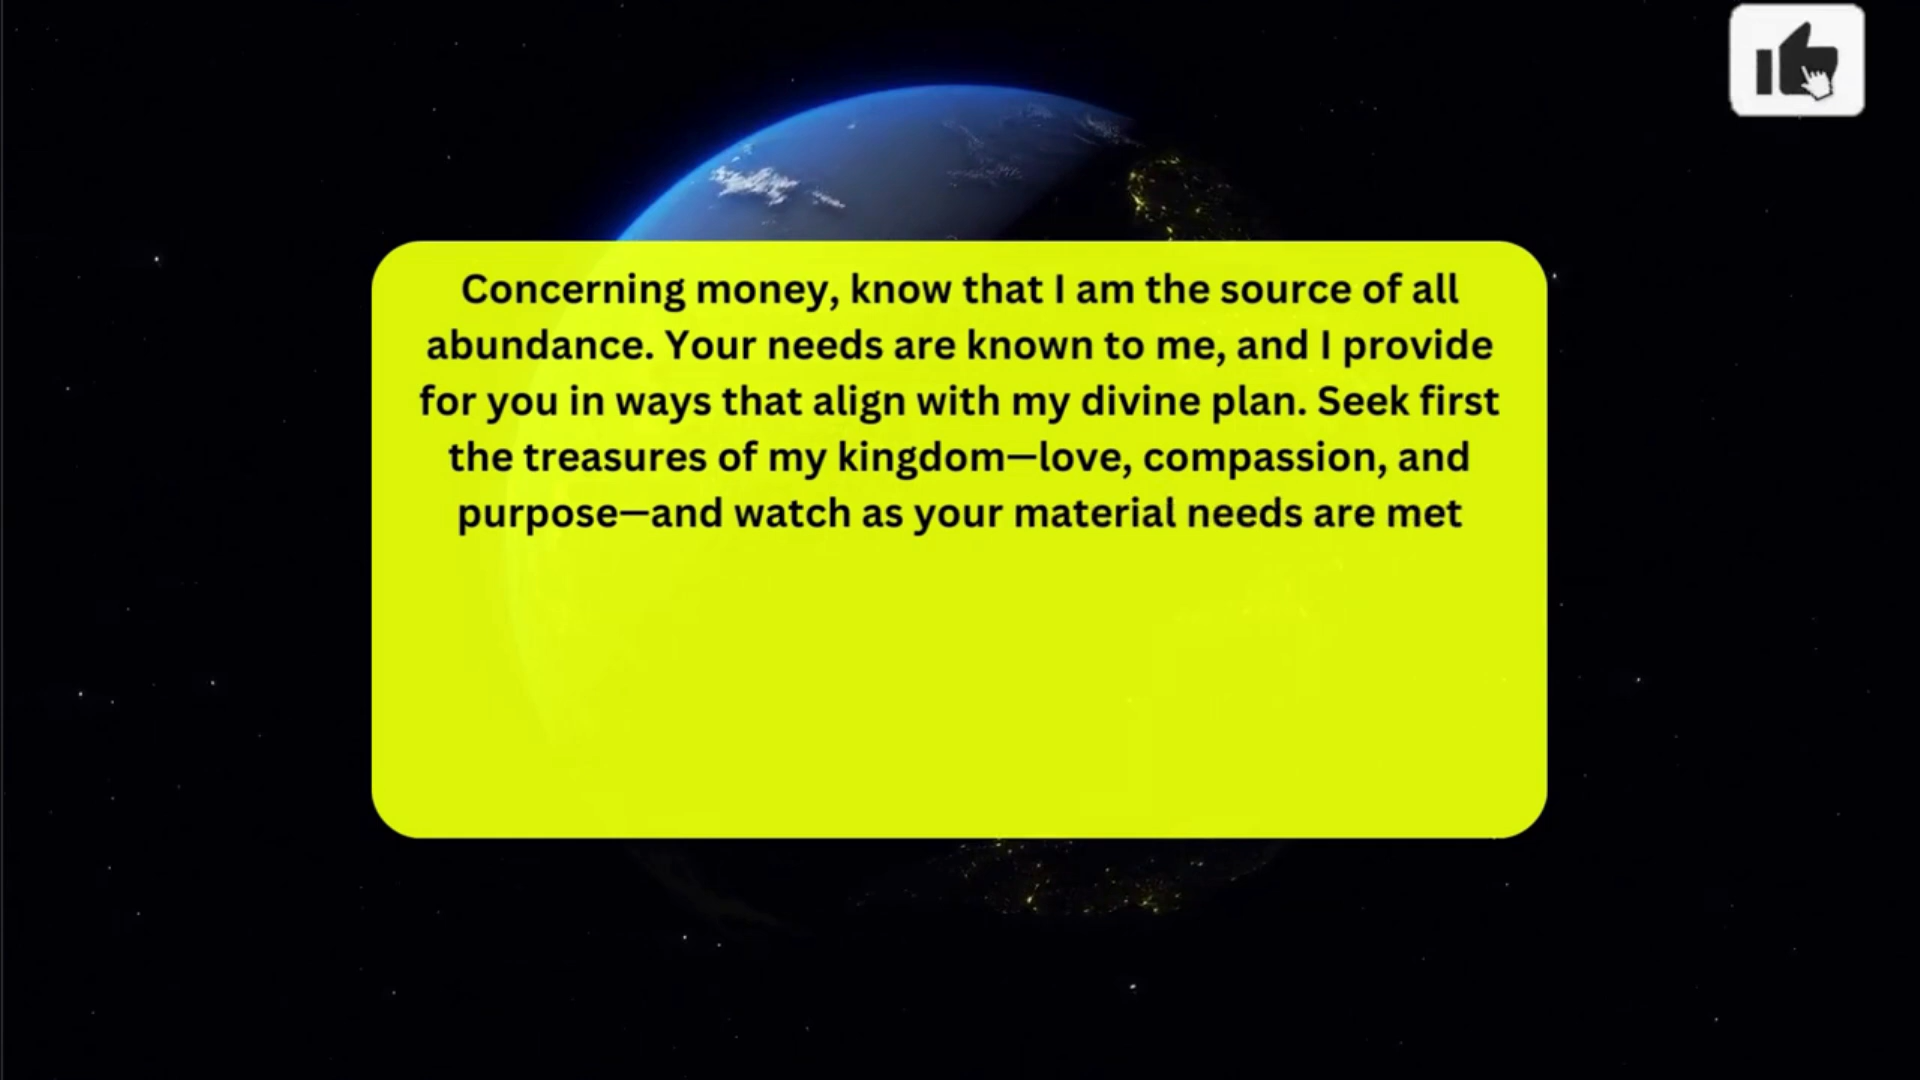 Concerning money, know that I am the source of all
abundance. Your needs are known to me, and I provide
for you in ways that align with my divine plan. Seek first
the treasures of my kingdom—love, compassion, and
purpose—and watch as your material needs are met